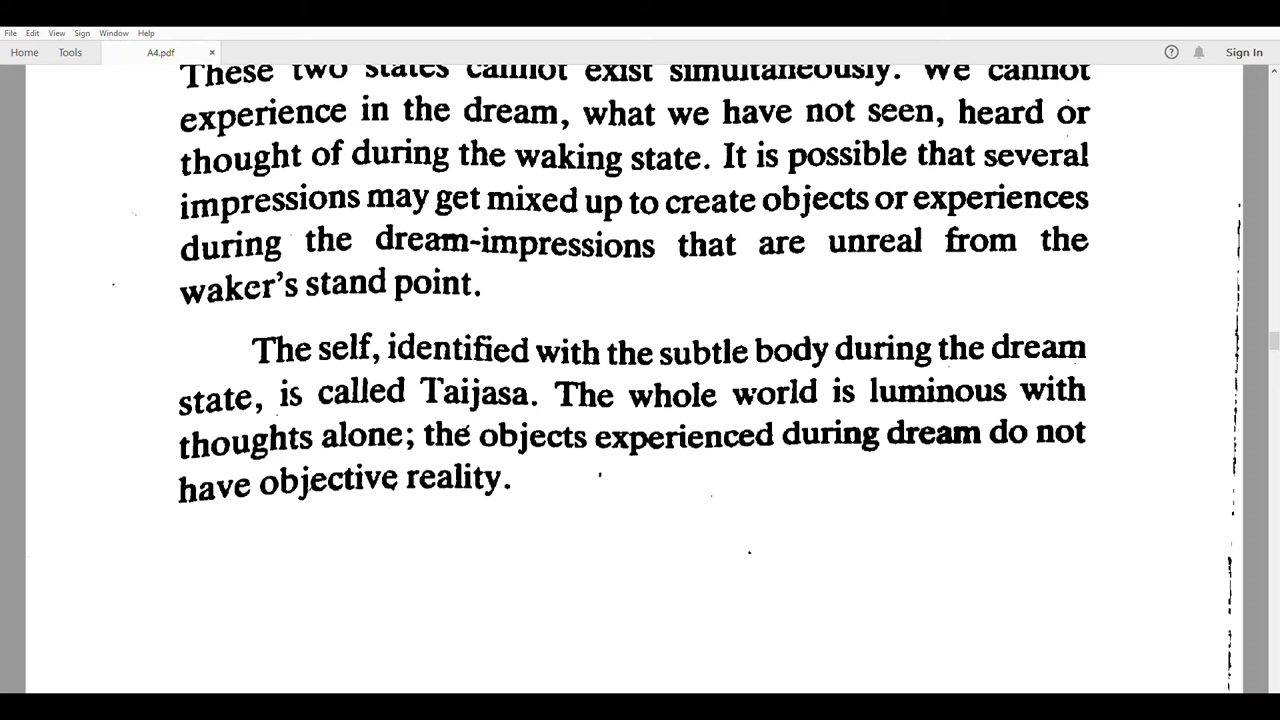 File Edit View Sign Window Help
Home Tools A4.pdf × ? Sign In
These two states cannot exist simultaneously. We cannot
experience in the dream, what we have not seen, heard or
thought of during the waking state. It is possible that several
impressions may get mixed up to create objects or experiences
during the dream-impressions that are unreal from the
waker's stand point.
The self, identified with the subtle body during the dream
state, is called Taijasa. The whole world is luminous with
thoughts alone; the objects experienced during dream do not
have objective reality.